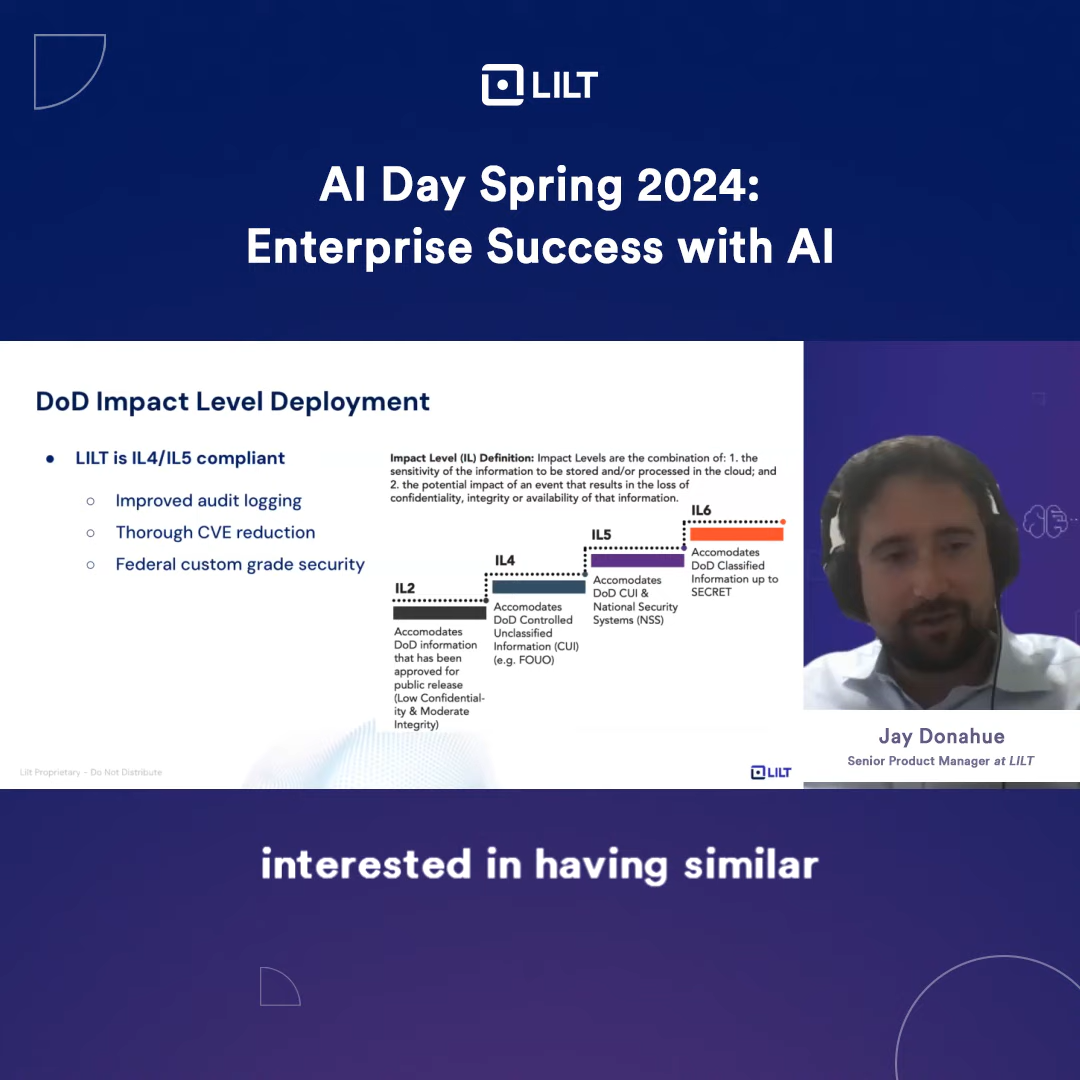 LILT
AI Day Spring 2024:
Enterprise Success with AI
DoD Impact Level Deployment
● LILT is IL4/IL5 compliant
○ Improved audit logging
○ Thorough CVE reduction
○ Federal custom grade security
Impact Level (IL) Definition: Impact Levels are the combination of: 1. the
sensitivity of the information to be stored and/or processed in the cloud; and
2. the potential impact of an event that results in the loss of
confidentiality, integrity or availability of that information.
IL2
Accomodates
DoD information
that has been
approved for
public release
(Low Confidential-
ity & Moderate
Integrity)
IL4
Accomodates
DoD Controlled
Unclassified
Information (CUI)
(e.g. FOUO)
IL5
Accomodates
DoD CUI &
National Security
Systems (NSS)
IL6
Accomodates
DoD Classified
Information up to
SECRET
Lilt Proprietary - Do Not Distribute
LILT
Jay Donahue
Senior Product Manager at LILT
interested in having similar